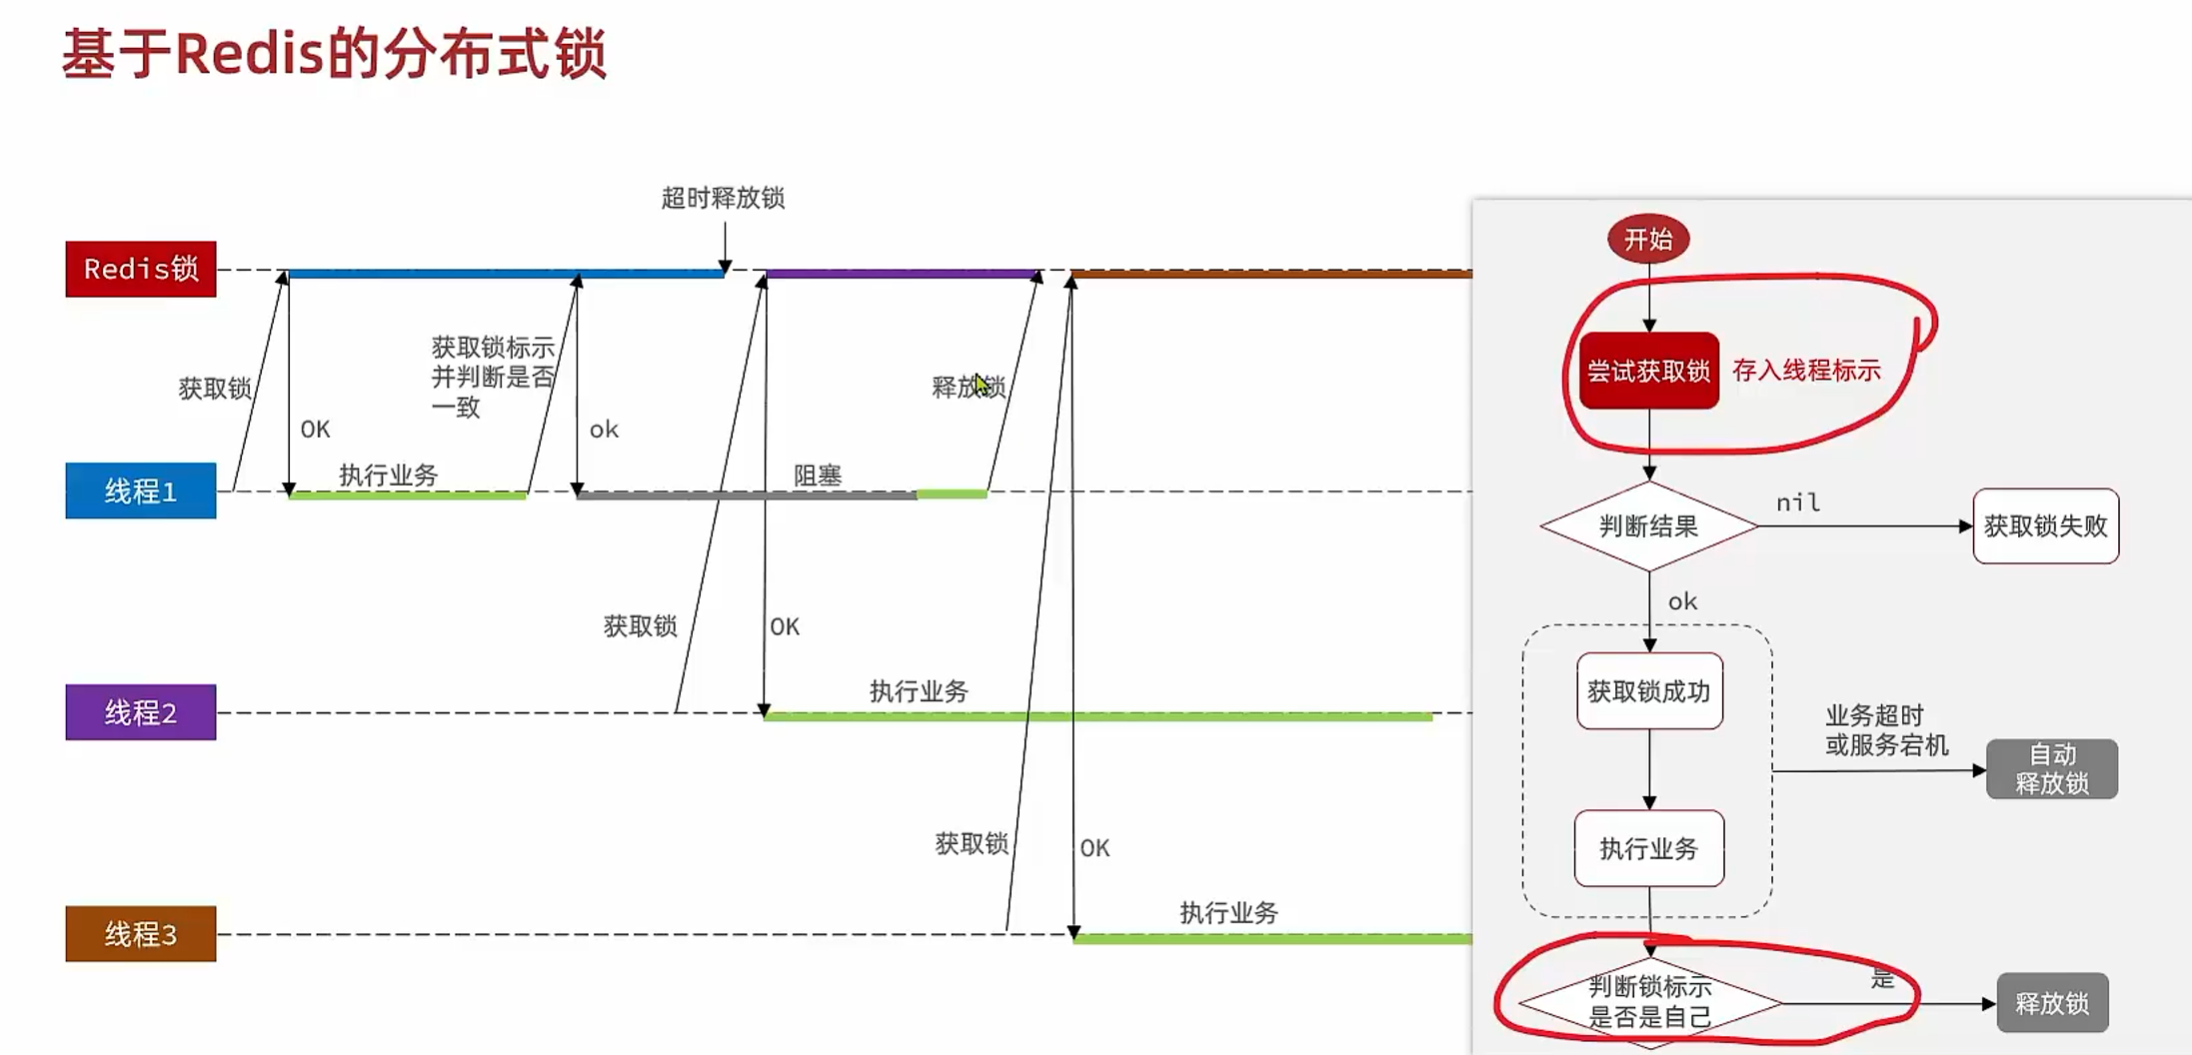 基于Redis的分布式锁
超时释放锁
Redis锁
获取锁
OK
获取锁标示
并判断是否
一致
ok
释放锁
线程1
执行业务
阻塞
获取锁
OK
线程2
执行业务
获取锁
OK
线程3
执行业务
开始
尝试获取锁
存入线程标示
判断结果
nil
获取锁失败
ok
获取锁成功
业务超时
或服务宕机
自动
释放锁
执行业务
判断锁标示
是否是自己
是
释放锁